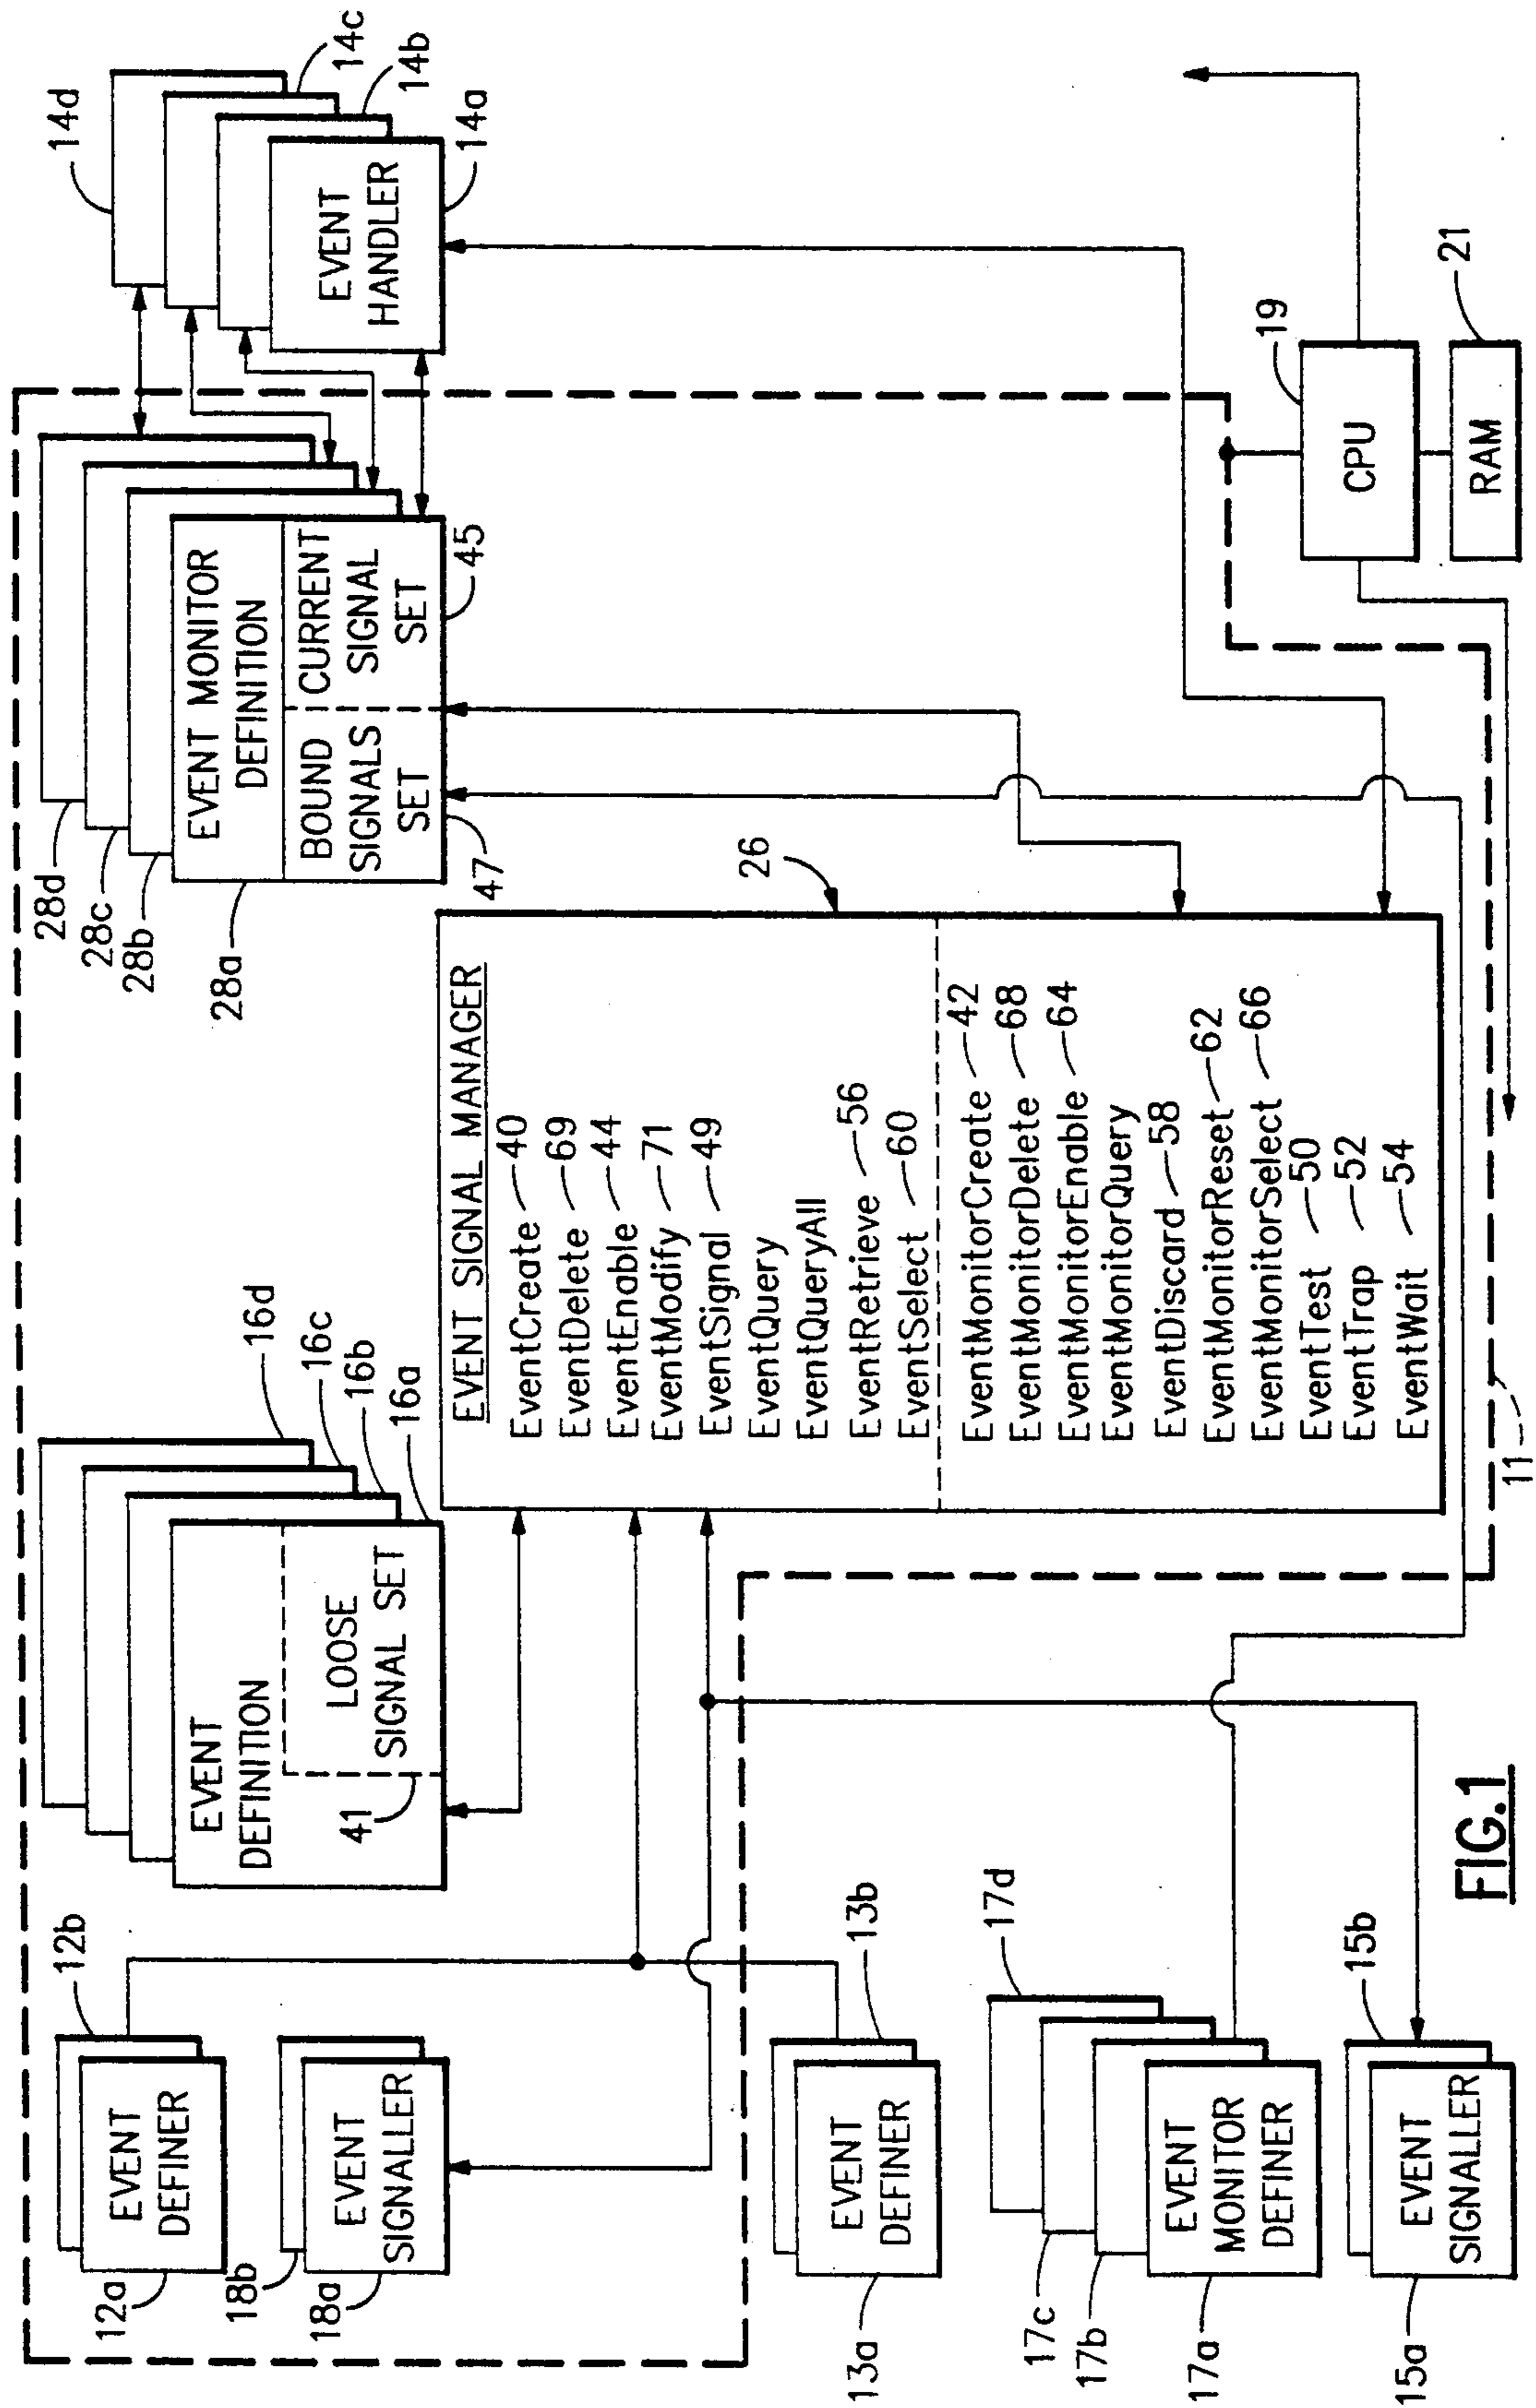 12b
12a
EVENT
DEFINER
18b
18a
EVENT
SIGNALLER
EVENT
DEFINITION
LOOSE
SIGNAL SET
41
16d
16c
16b
16a
28d
28c
28b
28a
EVENT MONITOR
DEFINITION
BOUND
SIGNALS
SET
CURRENT
SIGNAL
SET
47
45
14d
14c
14b
14a
EVENT
HANDLER
EVENT SIGNAL MANAGER
26
EventCreate 40
EventDelete 69
EventEnable 44
EventModify 71
EventSignal 49
EventQuery
EventQueryAll
EventRetrieve 56
EventSelect 60
EventMonitorCreate 42
EventMonitorDelete 68
EventMonitorEnable 64
EventMonitorQuery
EventDiscard 58
EventMonitorReset 62
EventMonitorSelect 66
EventTest 50
EventTrap 52
EventWait 54
13b
13a
EVENT
DEFINER
17d
17c
17b
17a
EVENT
MONITOR
DEFINER
15b
15a
EVENT
SIGNALLER
11
CPU
19
RAM
21
FIG.1